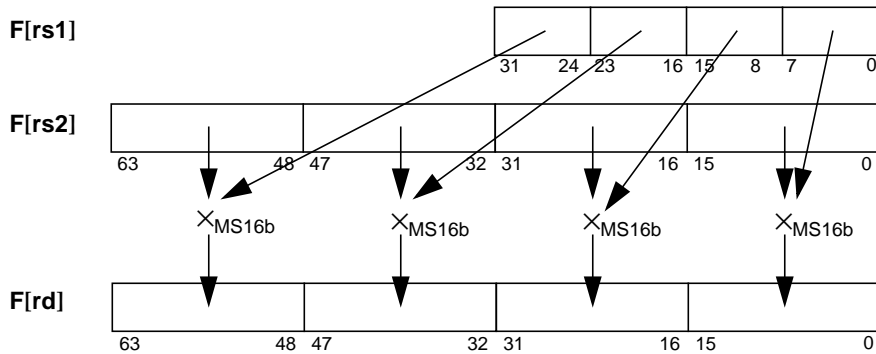 F[rs1]
31 24 23 16 15 8 7 0
F[rs2]
63 48 47 32 31 16 15 0
×MS16b ×MS16b ×MS16b ×MS16b
F[rd]
63 48 47 32 31 16 15 0